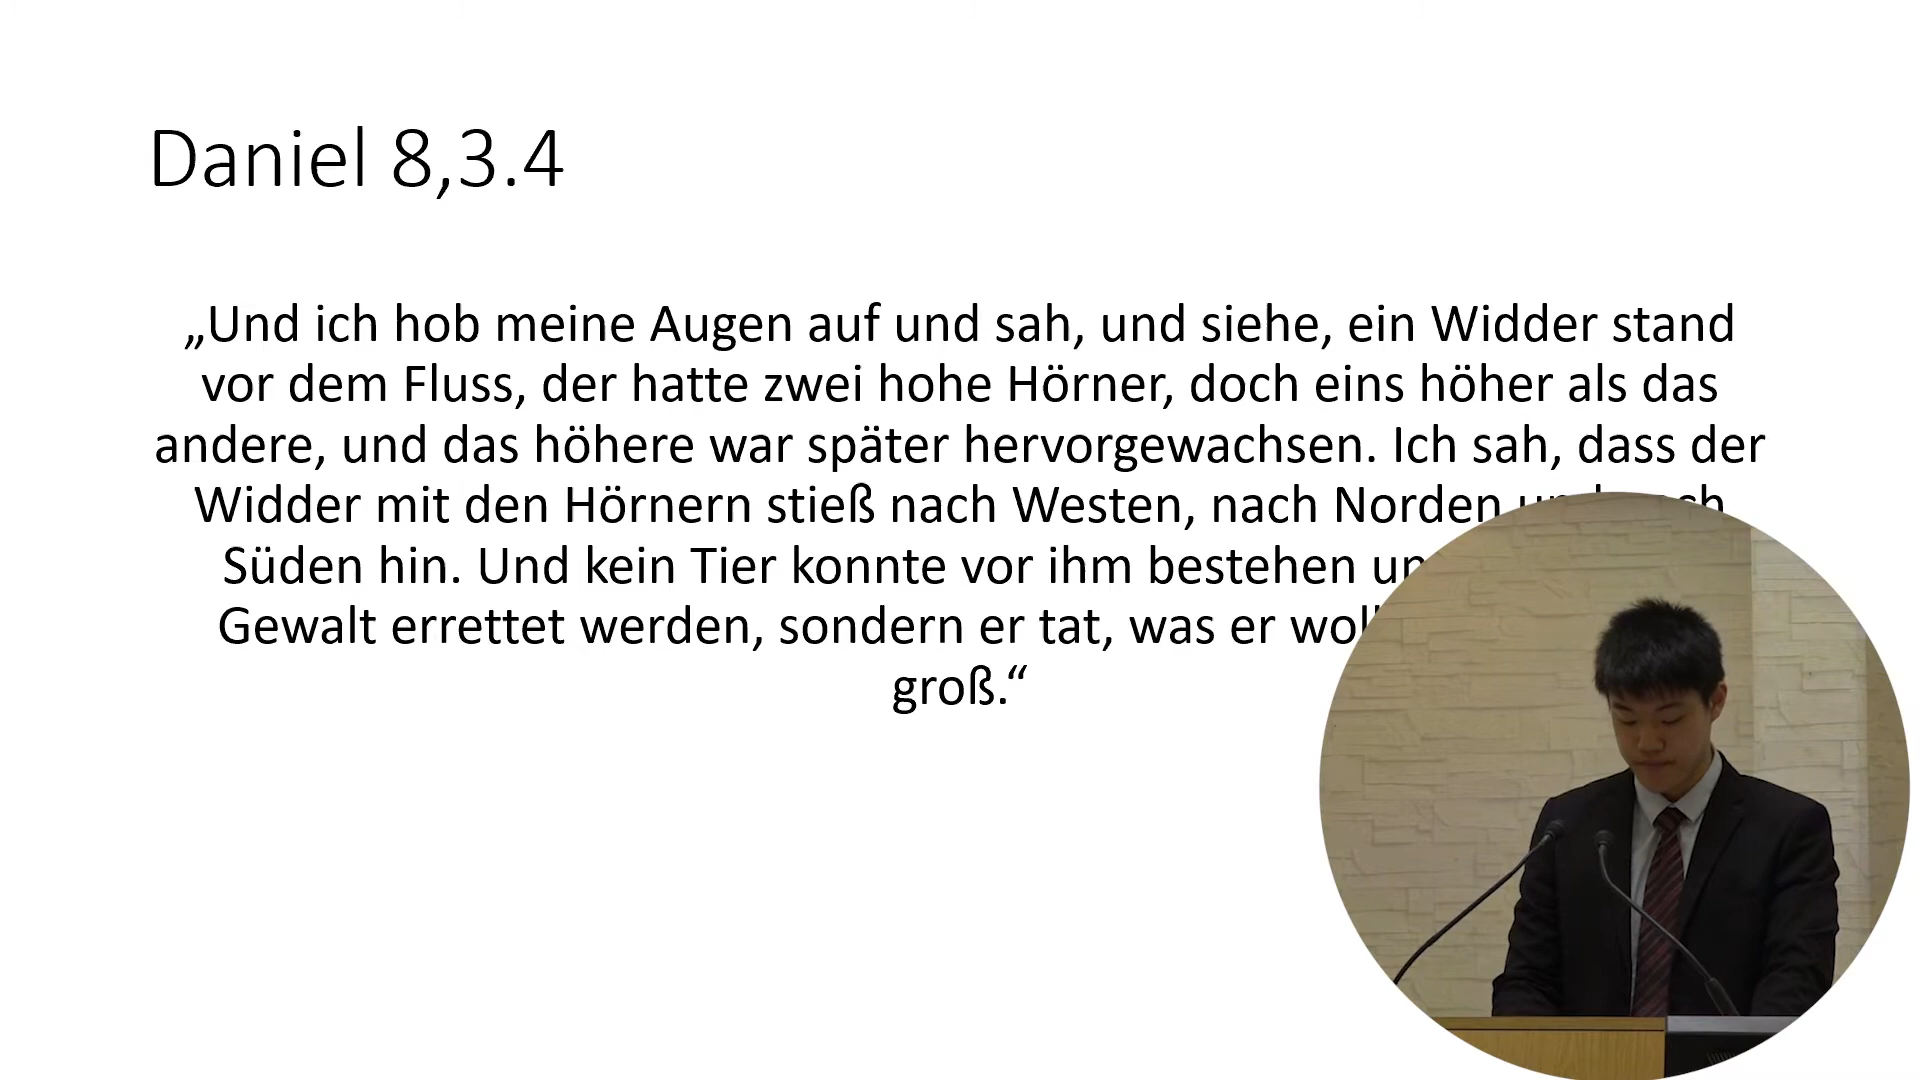 Daniel 8,3.4
„Und ich hob meine Augen auf und sah, und siehe, ein Widder stand
vor dem Fluss, der hatte zwei hohe Hörner, doch eins höher als das
andere, und das höhere war später hervorgewachsen. Ich sah, dass der
Widder mit den Hörnern stieß nach Westen, nach Norden
Süden hin. Und kein Tier konnte vor ihm bestehen
Gewalt errettet werden, sondern er tat, was er
groß.“